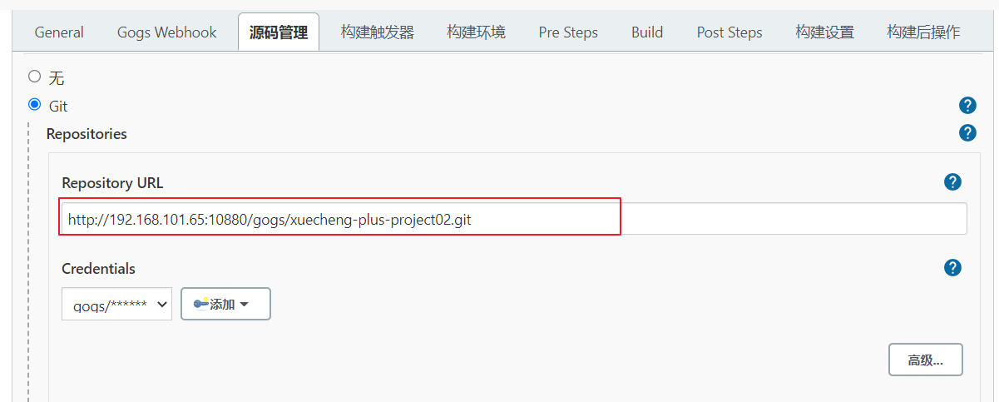 General Gogs Webhook 源码管理 构建触发器 构建环境 Pre Steps Build Post Steps 构建设置 构建后操作
无
Git ?
Repositories ?
Repository URL ?
http://192.168.101.65:10880/gogs/xuecheng-plus-project02.git
Credentials ?
gogs/****** 添加
高级...